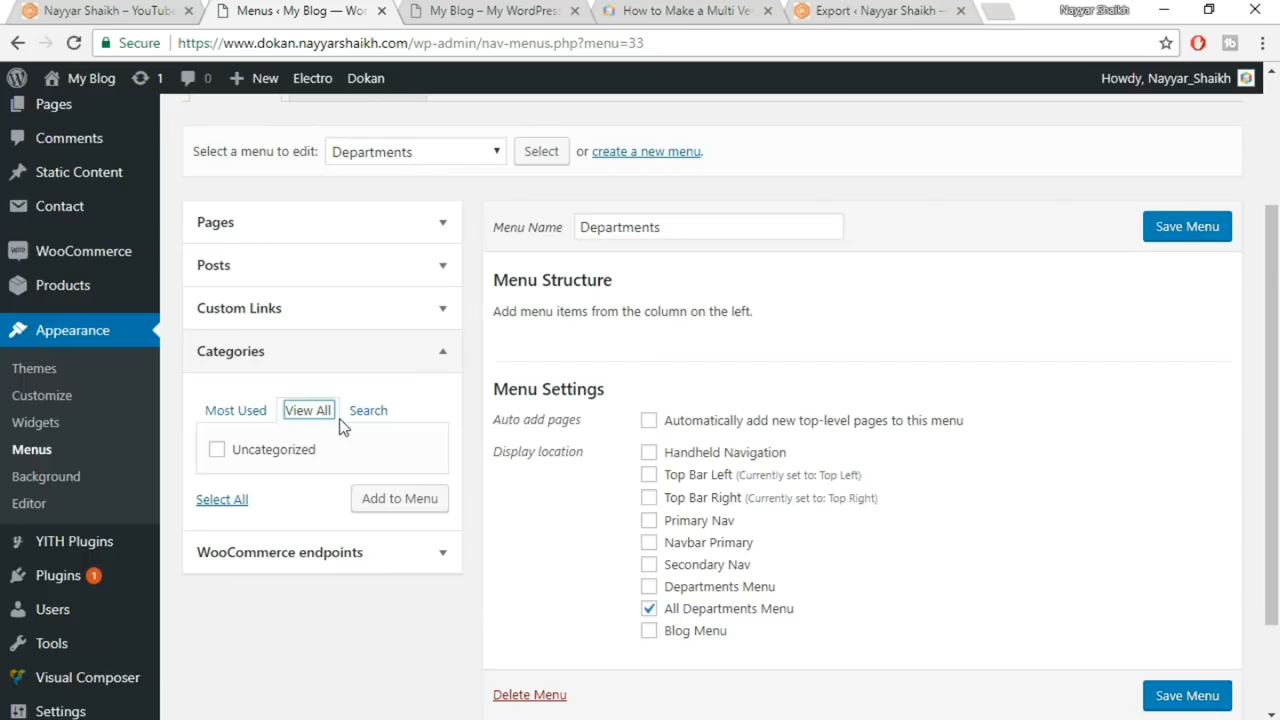 Nayyar Shaikh – YouTube
Menus ‹ My Blog — Wor
My Blog – My WordPress
How to Make a Multi Ve
Export ‹ Nayyar Shaikh —
Nayyar Shaikh
Secure
https://www.dokan.nayyarshaikh.com/wp-admin/nav-menus.php?menu=33
My Blog
1
0
New
Electro
Dokan
Howdy, Nayyar_Shaikh
Pages
Comments
Static Content
Contact
WooCommerce
Products
Appearance
Themes
Customize
Widgets
Menus
Background
Editor
YITH Plugins
Plugins 1
Users
Tools
Visual Composer
Settings
Select a menu to edit: Departments Select or create a new menu.
Pages
Posts
Custom Links
Categories
Most Used View All Search
Uncategorized
Select All Add to Menu
WooCommerce endpoints
Menu Name Departments Save Menu
Menu Structure
Add menu items from the column on the left.
Menu Settings
Auto add pages Automatically add new top-level pages to this menu
Display location Handheld Navigation
Top Bar Left (Currently set to: Top Left)
Top Bar Right (Currently set to: Top Right)
Primary Nav
Navbar Primary
Secondary Nav
Departments Menu
All Departments Menu
Blog Menu
Delete Menu Save Menu